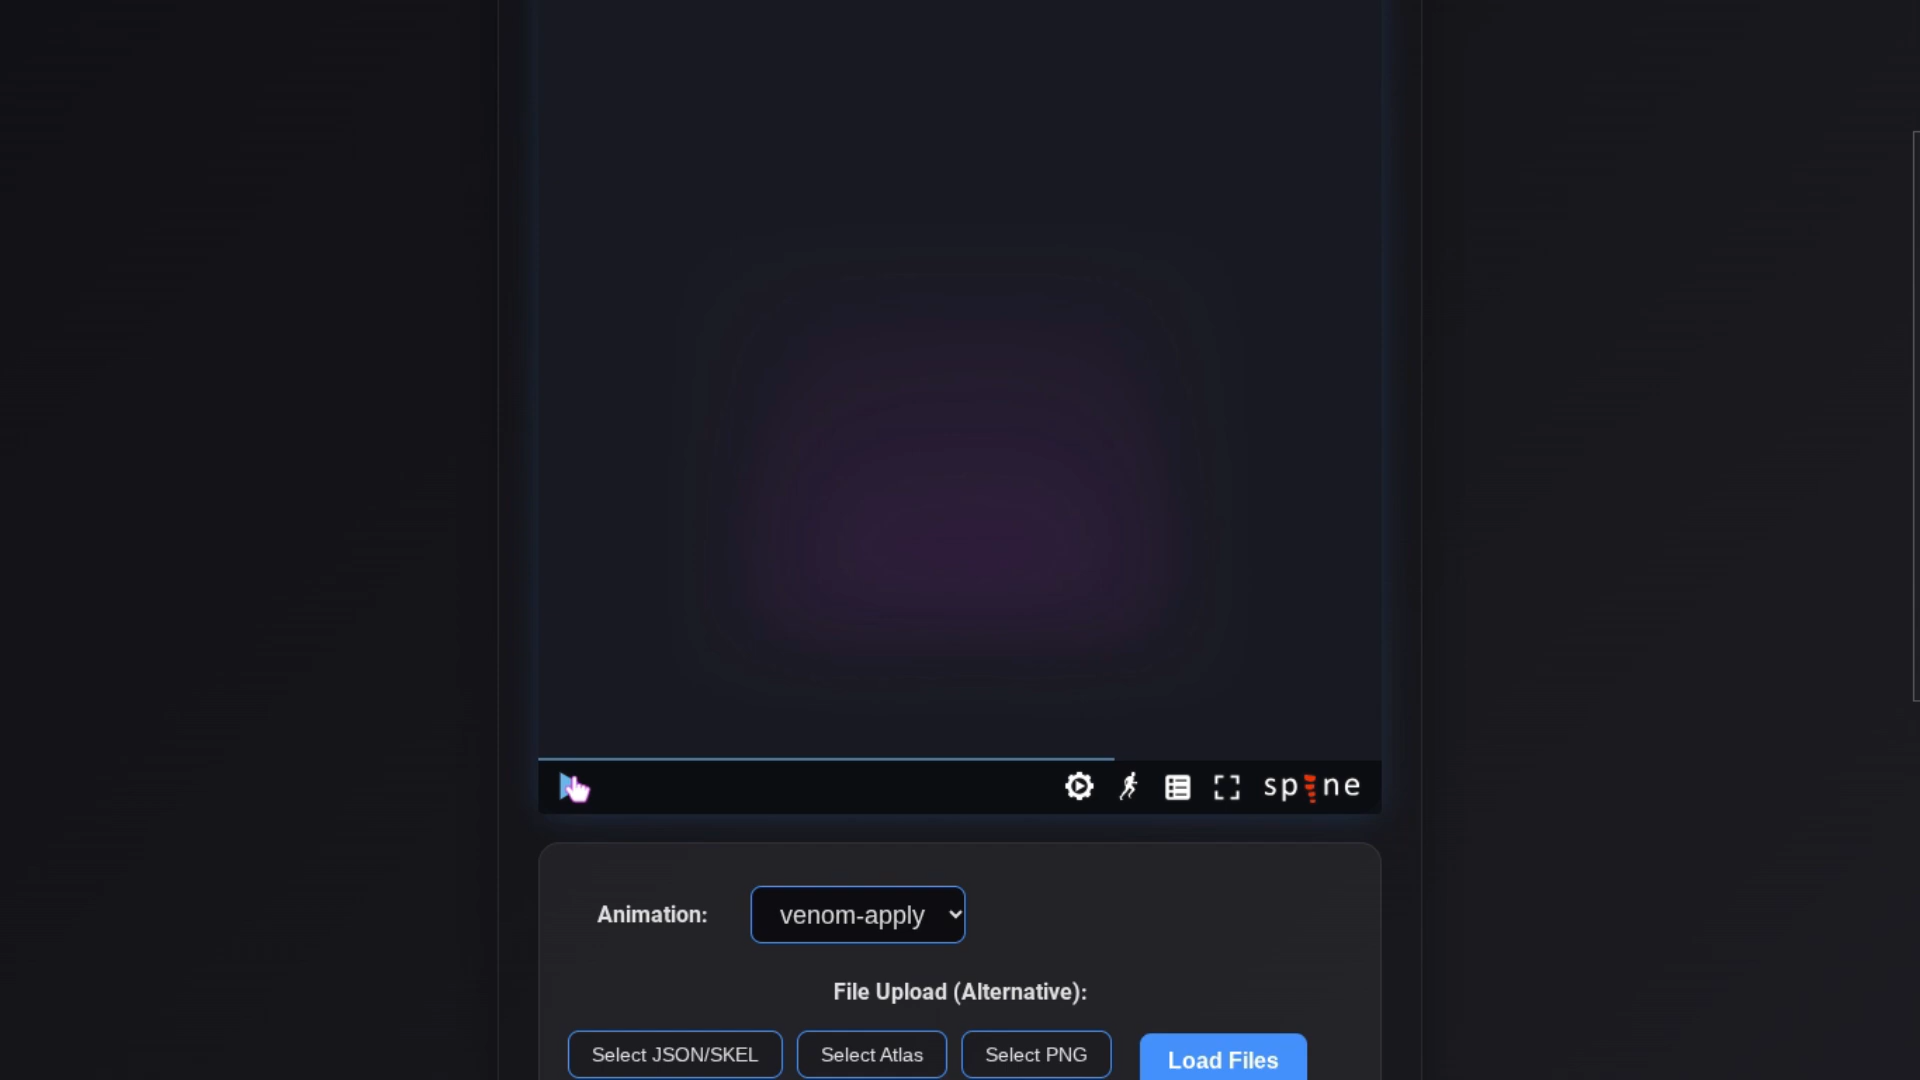 spine
Animation:
venom-apply
File Upload (Alternative):
Select JSON/SKEL
Select Atlas
Select PNG
Load Files